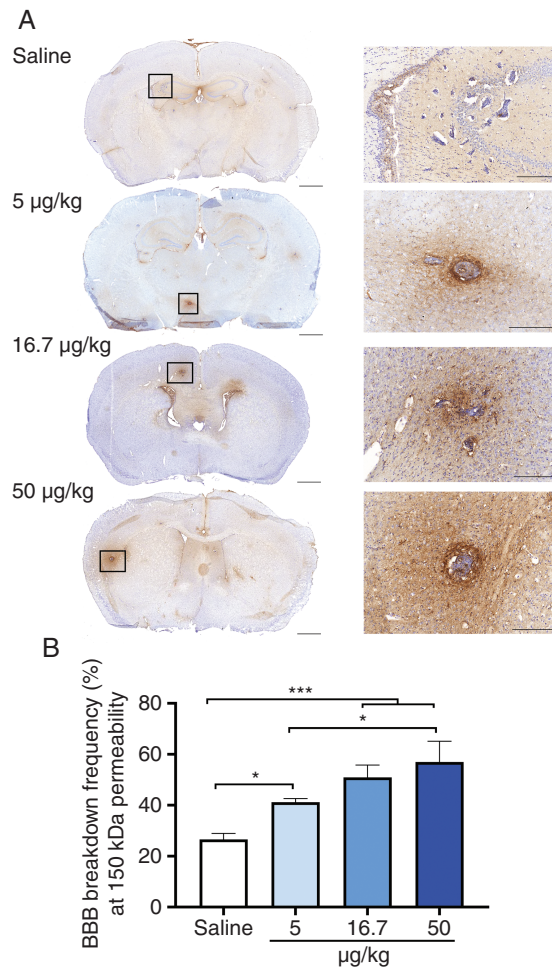 A
Saline
5 µg/kg
16.7 µg/kg
50 µg/kg
B
BBB breakdown frequency (%)
at 150 kDa permeability
80
60
40
20
0
***
*
*
Saline
5
16.7
50
µg/kg